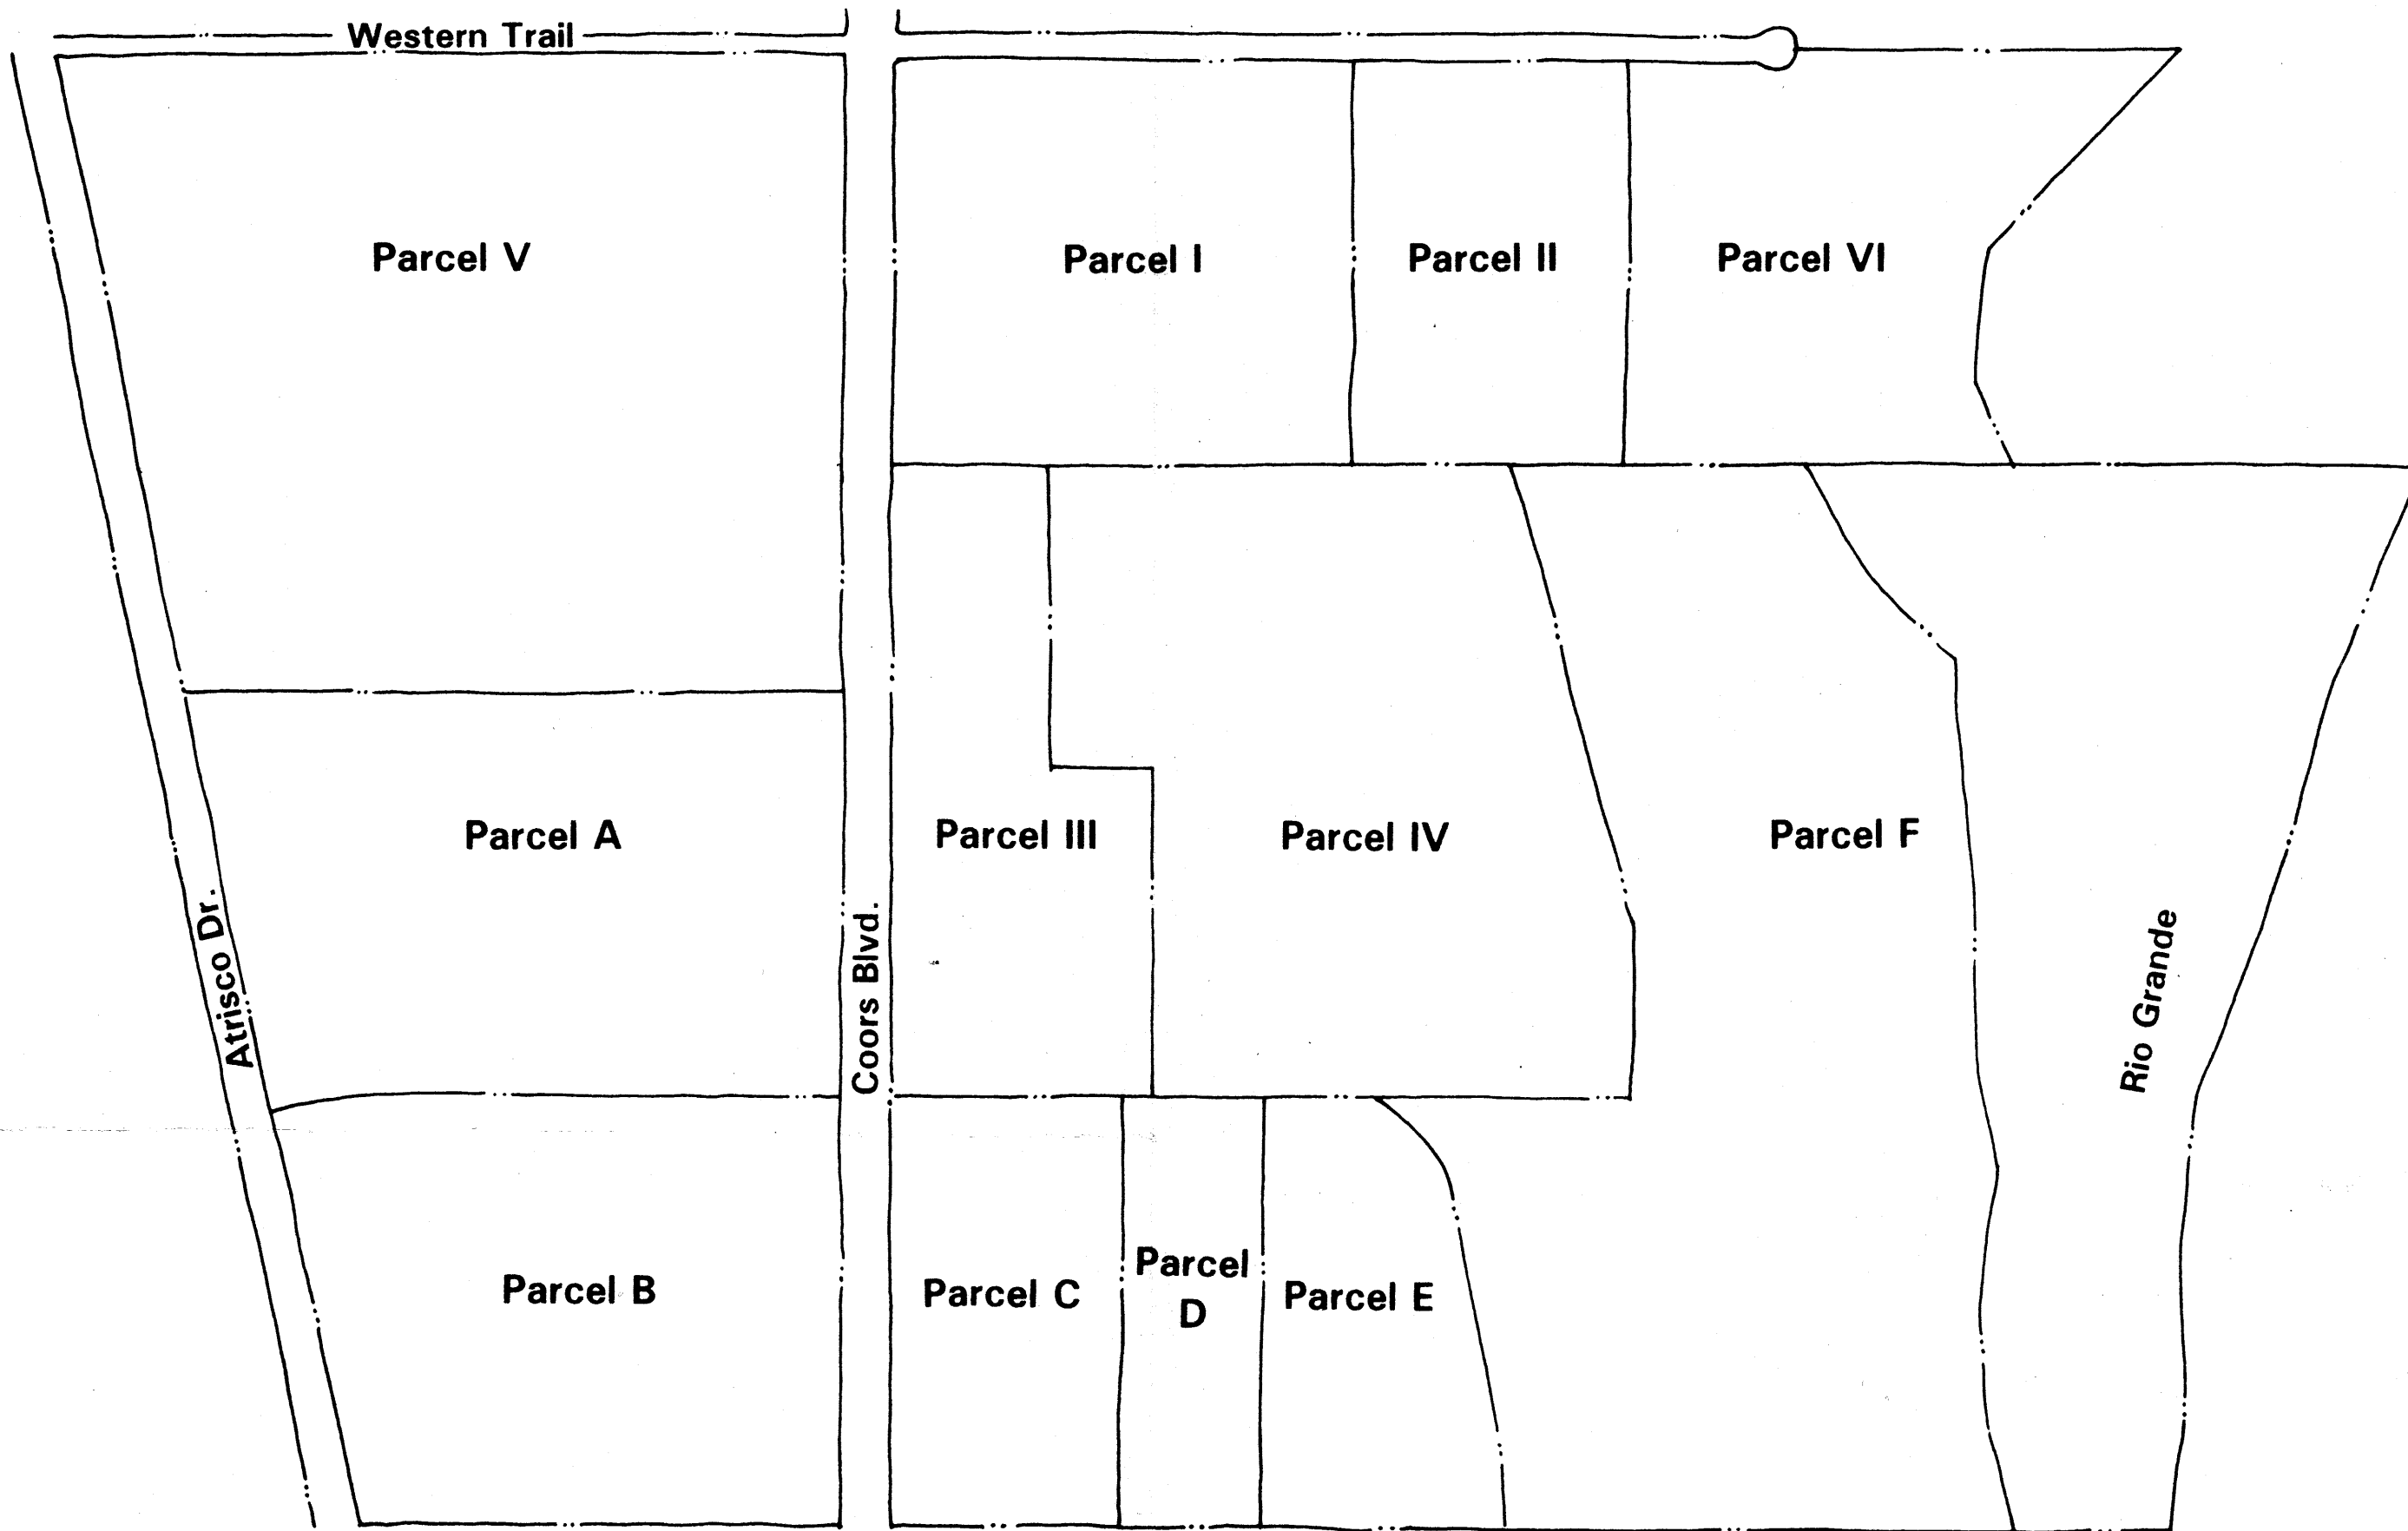 Western Trail
Parcel V
Parcel I
Parcel II
Parcel VI
Parcel A
Parcel III
Parcel IV
Parcel F
Atrisco Dr.
Coors Blvd.
Rio Grande
Parcel B
Parcel C
Parcel
D
Parcel E